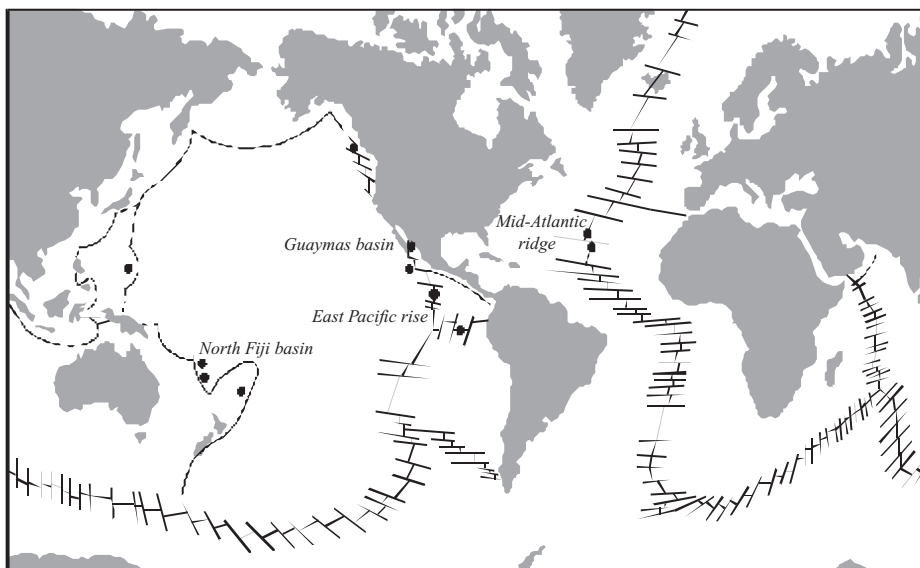 Mid-Atlantic
ridge
Guaymas basin
East Pacific rise
North Fiji basin